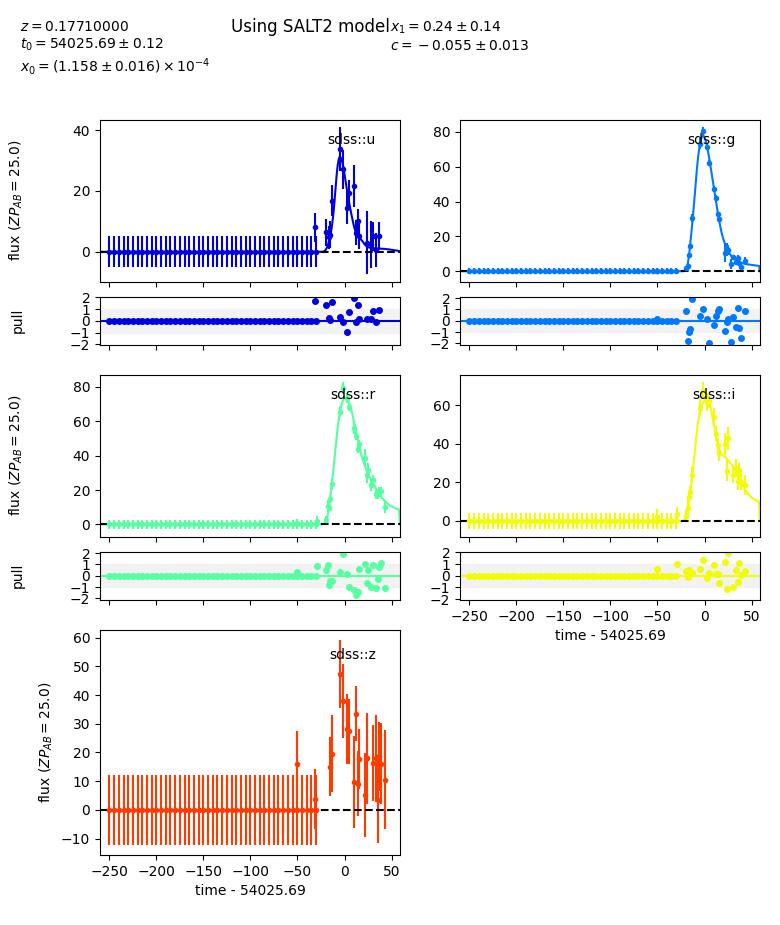 z = 0.17710000
Using SALT2 model
x₁ = 0.24 ± 0.14
t₀ = 54025.69 ± 0.12
c = −0.055 ± 0.013
x₀ = (1.158 ± 0.016) × 10⁻⁴
flux (ZP_AB = 25.0)
40
20
0
sdss::u
80
60
40
20
0
sdss::g
pull
2
1
0
−1
−2
2
1
0
−1
−2
flux (ZP_AB = 25.0)
80
60
40
20
0
sdss::r
60
40
20
0
sdss::i
pull
2
1
0
−1
−2
2
1
0
−1
−2
−250 −200 −150 −100 −50 0 50
time - 54025.69
flux (ZP_AB = 25.0)
60
50
40
30
20
10
0
−10
sdss::z
−250 −200 −150 −100 −50 0 50
time - 54025.69